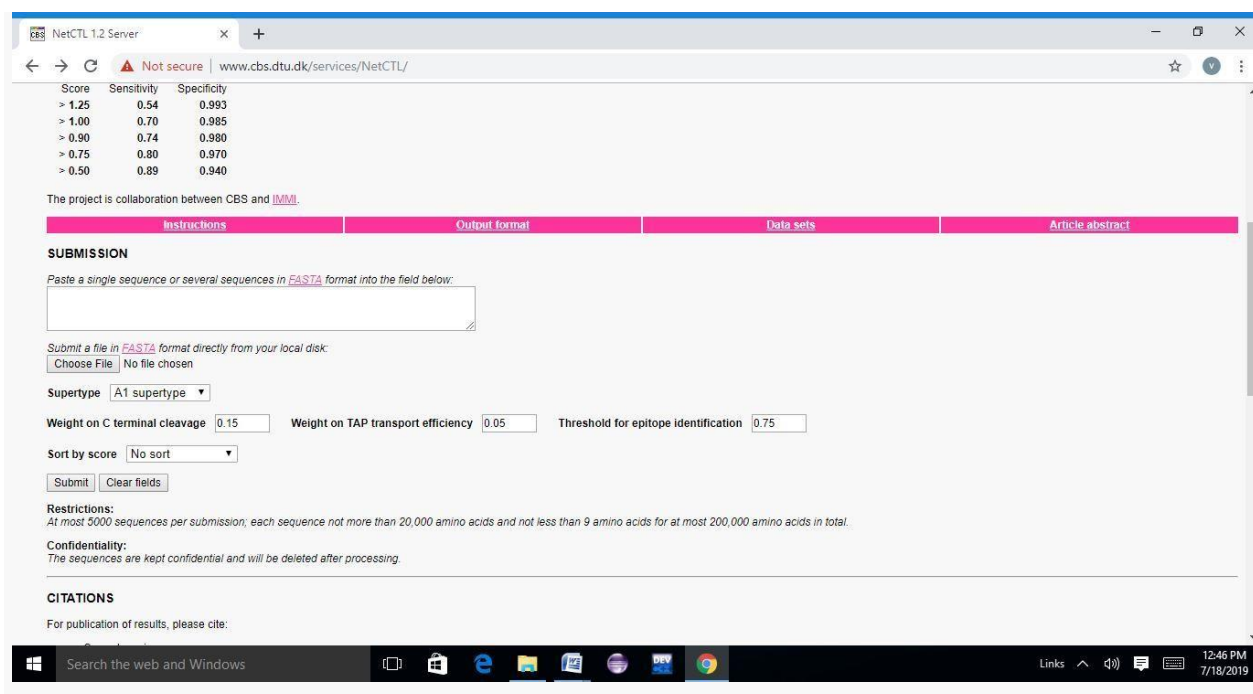 CBS NetCTL 1.2 Server
Not secure | www.cbs.dtu.dk/services/NetCTL/
V
Score Sensitivity Specificity
> 1.25 0.54 0.993
> 1.00 0.70 0.985
> 0.90 0.74 0.980
> 0.75 0.80 0.970
> 0.50 0.89 0.940
The project is collaboration between CBS and IMMI.
Instructions Output format Data sets Article abstract
SUBMISSION
Paste a single sequence or several sequences in FASTA format into the field below:
Submit a file in FASTA format directly from your local disk:
Choose File No file chosen
Supertype A1 supertype
Weight on C terminal cleavage 0.15 Weight on TAP transport efficiency 0.05 Threshold for epitope identification 0.75
Sort by score No sort
Submit Clear fields
Restrictions:
At most 5000 sequences per submission; each sequence not more than 20,000 amino acids and not less than 9 amino acids for at most 200,000 amino acids in total.
Confidentiality:
The sequences are kept confidential and will be deleted after processing.
CITATIONS
For publication of results, please cite:
Search the web and Windows
DEV
Links
12:46 PM
7/18/2019